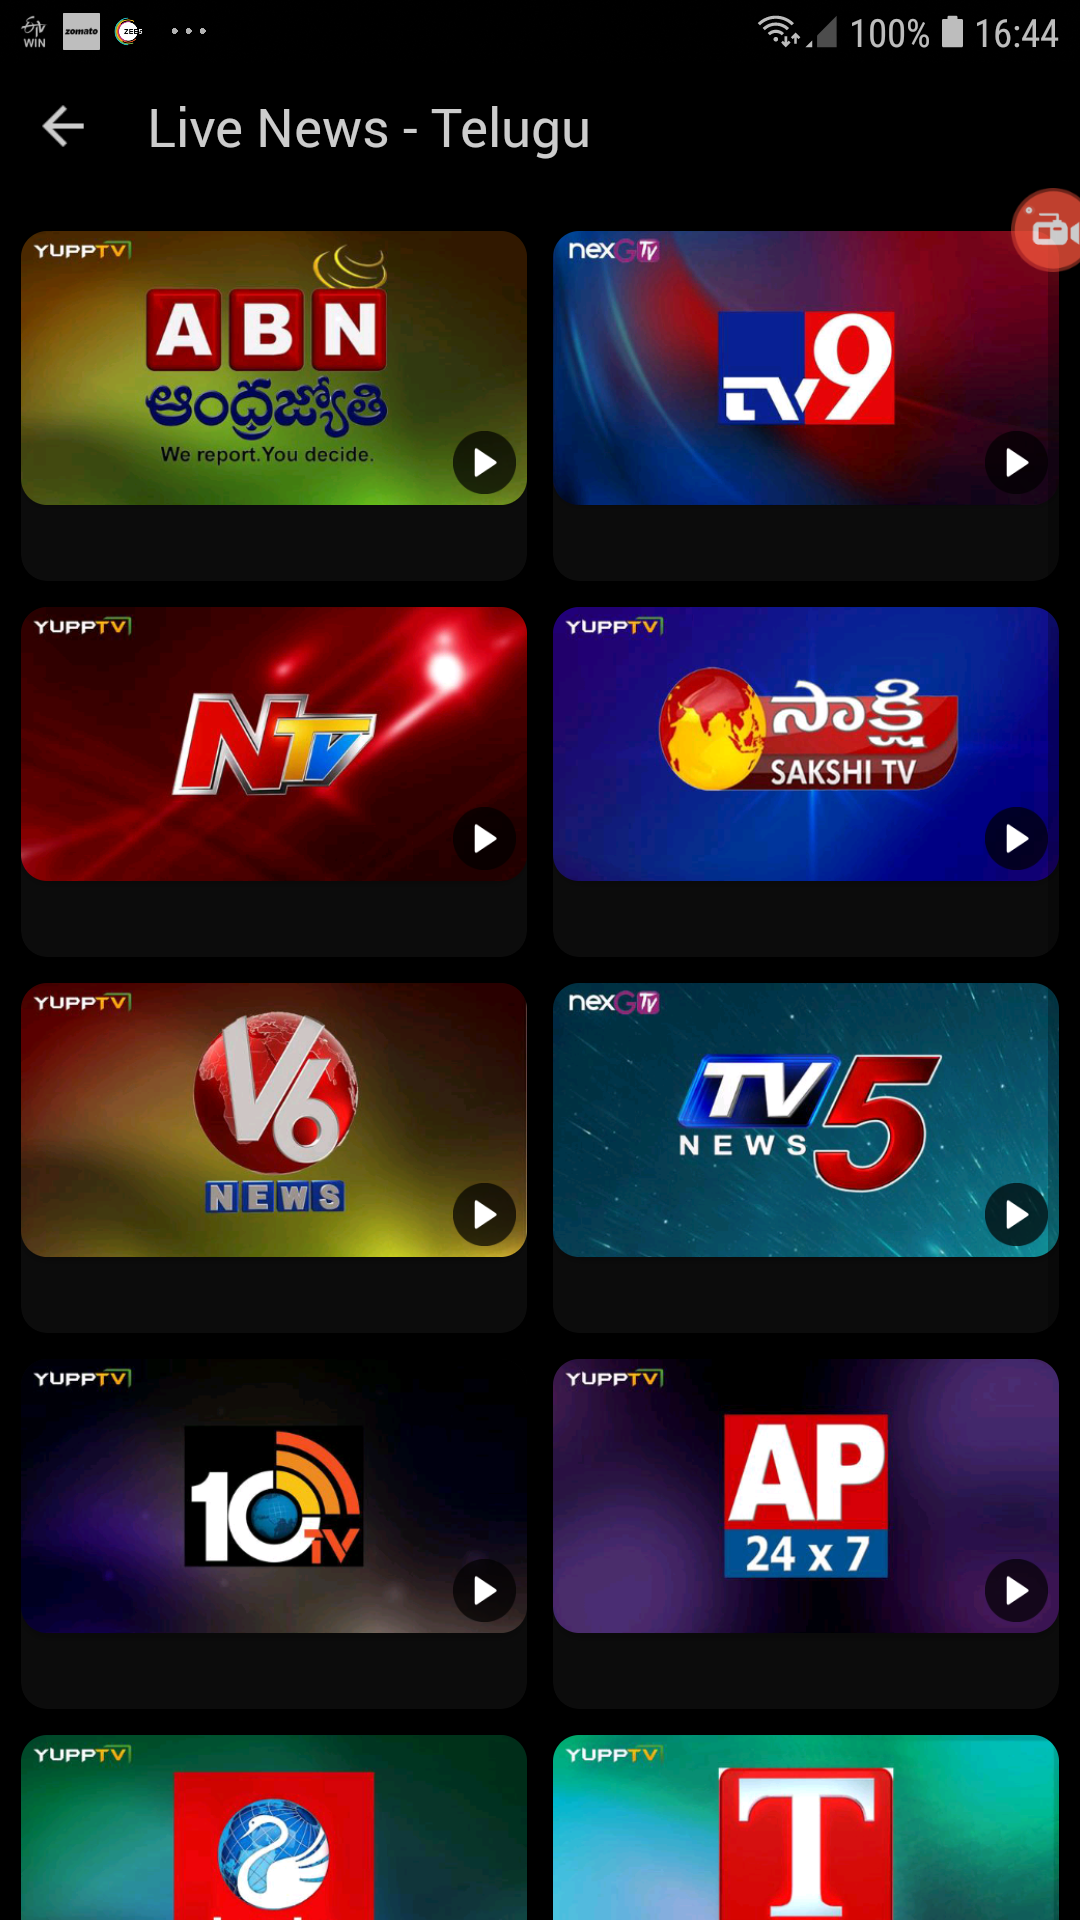 ETV
WIN
zomato
ZEE5
100%
16:44
Live News - Telugu
YUPPTV
ABN
ఆంధ్రజ్యోతి
We report.You decide.
nexGTv
TV9
YUPPTV
NTV
YUPPTV
సాక్షి
SAKSHI TV
YUPPTV
V6
NEWS
nexGTv
TV5
NEWS
YUPPTV
10TV
YUPPTV
AP
24 x 7
YUPPTV
YUPPTV
T